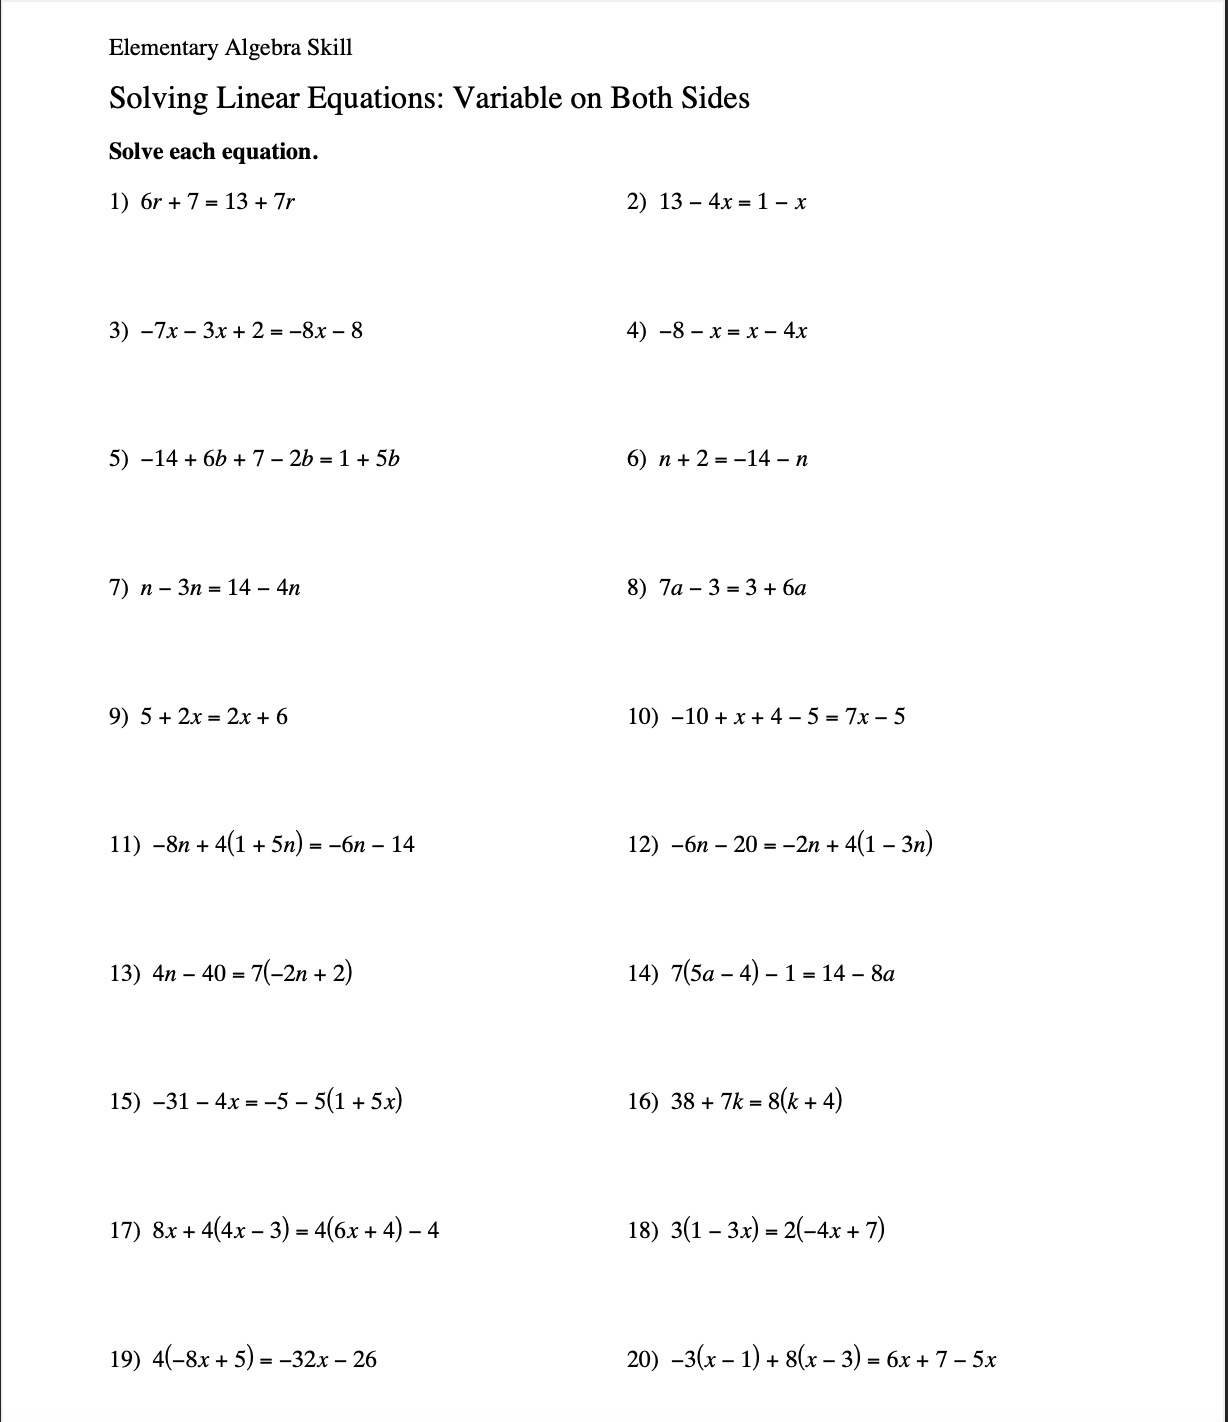 Elementary Algebra Skill
Solving Linear Equations: Variable on Both Sides
Solve each equation.
1) 6r + 7 = 13 + 7r
2) 13 − 4x = 1 − x
3) −7x − 3x + 2 = −8x − 8
4) −8 − x = x − 4x
5) −14 + 6b + 7 − 2b = 1 + 5b
6) n + 2 = −14 − n
7) n − 3n = 14 − 4n
8) 7a − 3 = 3 + 6a
9) 5 + 2x = 2x + 6
10) −10 + x + 4 − 5 = 7x − 5
11) −8n + 4(1 + 5n) = −6n − 14
12) −6n − 20 = −2n + 4(1 − 3n)
13) 4n − 40 = 7(−2n + 2)
14) 7(5a − 4) − 1 = 14 − 8a
15) −31 − 4x = −5 − 5(1 + 5x)
16) 38 + 7k = 8(k + 4)
17) 8x + 4(4x − 3) = 4(6x + 4) − 4
18) 3(1 − 3x) = 2(−4x + 7)
19) 4(−8x + 5) = −32x − 26
20) −3(x − 1) + 8(x − 3) = 6x + 7 − 5x